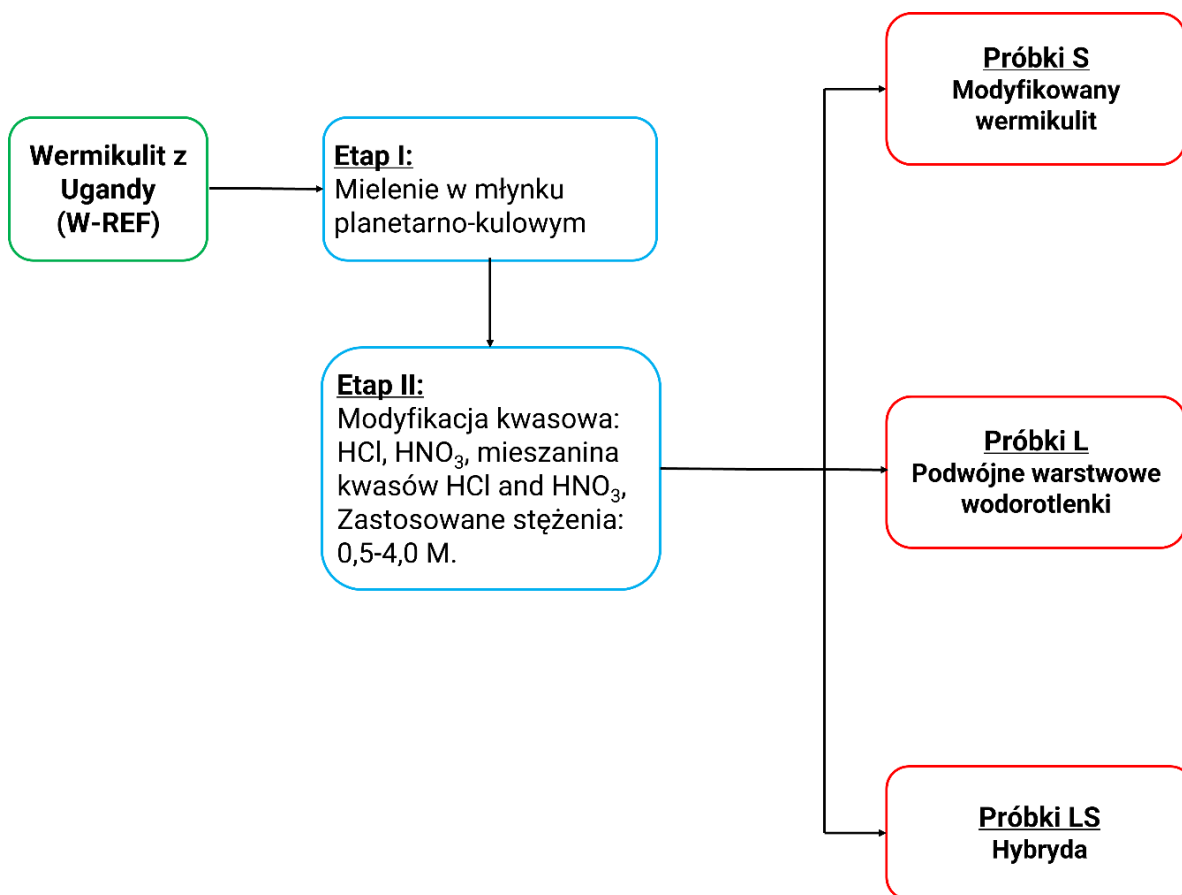 Wermikulit z
Ugandy
(W-REF)
Etap I:
Mielenie w młynku
planetarno-kulowym
Etap II:
Modyfikacja kwasowa:
HCl, HNO₃, mieszanina
kwasów HCl and HNO₃,
Zastosowane stężenia:
0,5-4,0 M.
Próbki S
Modyfikowany
wermikulit
Próbki L
Podwójne warstwowe
wodorotlenki
Próbki LS
Hybryda